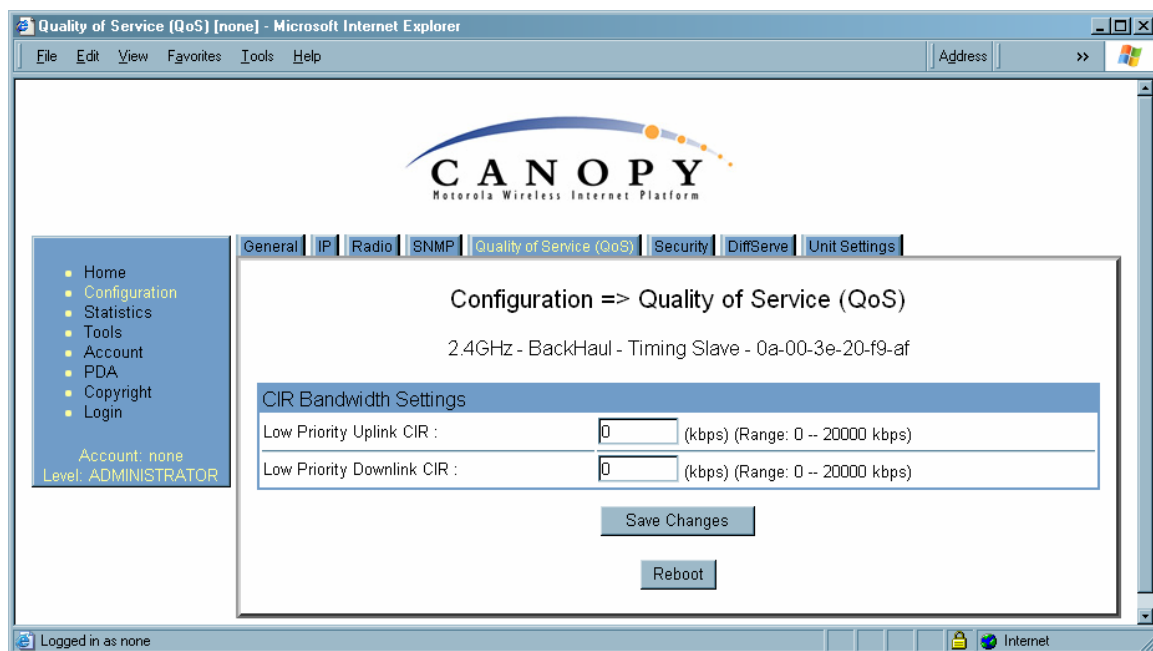 Quality of Service (QoS) [none] - Microsoft Internet Explorer
File Edit View Favorites Tools Help Address »
CANOPY
Motorola Wireless Internet Platform
General IP Radio SNMP Quality of Service (QoS) Security DiffServe Unit Settings
Home
Configuration
Statistics
Tools
Account
PDA
Copyright
Login
Account: none
Level: ADMINISTRATOR
Configuration => Quality of Service (QoS)
2.4GHz - BackHaul - Timing Slave - 0a-00-3e-20-f9-af
CIR Bandwidth Settings
Low Priority Uplink CIR : 0 (kbps) (Range: 0 -- 20000 kbps)
Low Priority Downlink CIR : 0 (kbps) (Range: 0 -- 20000 kbps)
Save Changes
Reboot
Logged in as none Internet